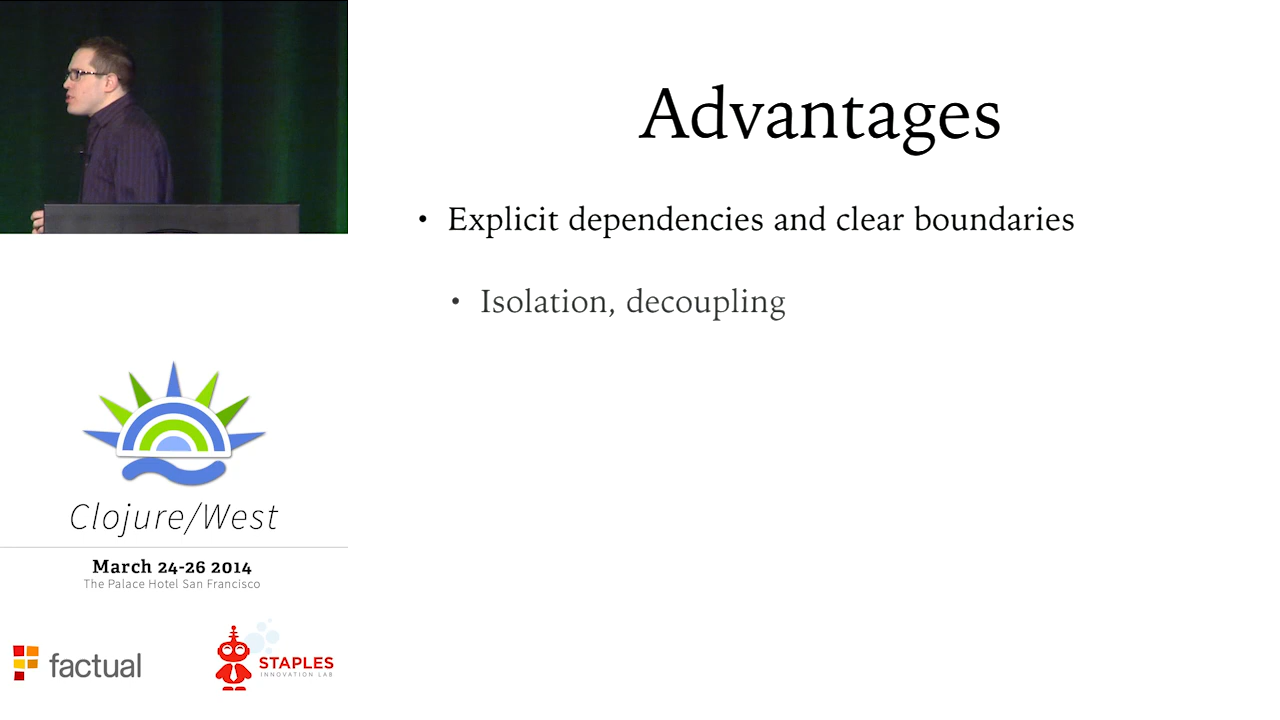 Advantages
• Explicit dependencies and clear boundaries
• Isolation, decoupling
Clojure/West
March 24-26 2014
The Palace Hotel San Francisco
factual
STAPLES
INNOVATION LAB